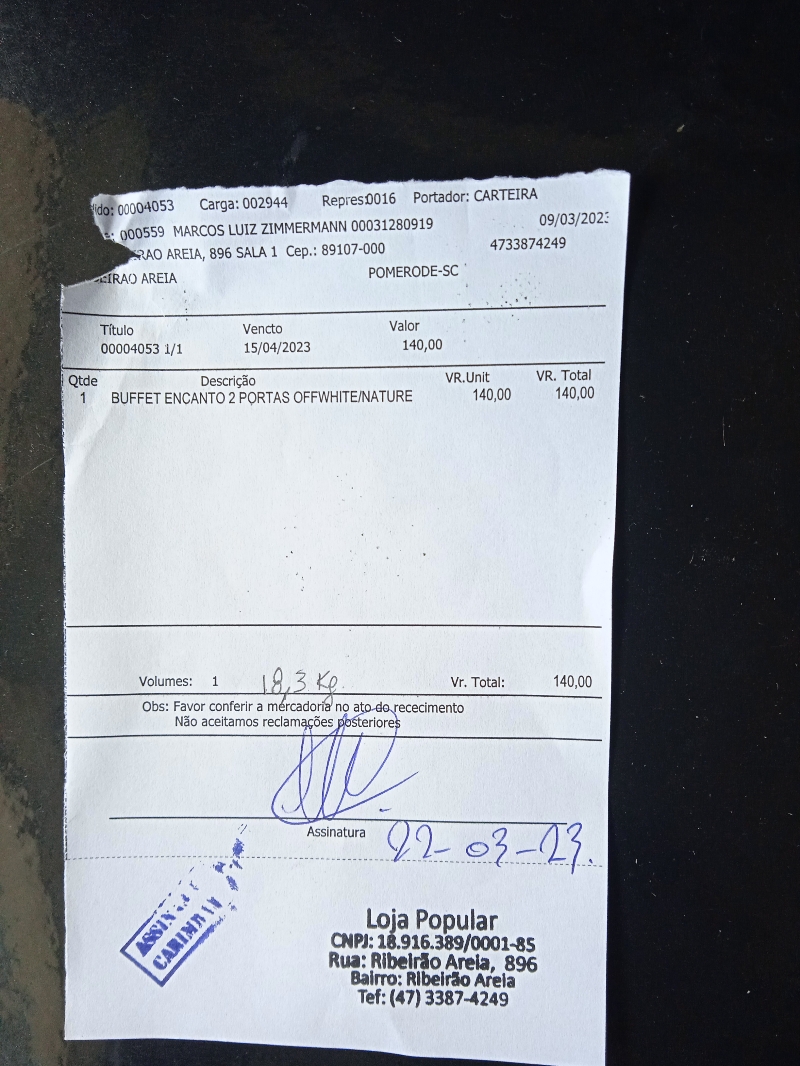 ido: 00004053 Carga: 002944 Repres:0016 Portador: CARTEIRA
000559 MARCOS LUIZ ZIMMERMANN 00031280919 09/03/2023
RAO AREIA, 896 SALA 1 Cep.: 89107-000 4733874249
EIRAO AREIA POMERODE-SC
Título Vencto Valor
00004053 1/1 15/04/2023 140,00
Qtde Descrição VR.Unit VR. Total
1 BUFFET ENCANTO 2 PORTAS OFFWHITE/NATURE 140,00 140,00
Volumes: 1 18,3 Kg Vr. Total: 140,00
Obs: Favor conferir a mercadoria no ato do rececimento
Não aceitamos reclamações posteriores
Assinatura 22-03-23.
Loja Popular
CNPJ: 18.916.389/0001-85
Rua: Ribeirão Areia, 896
Bairro: Ribeirão Areia
Tef: (47) 3387-4249